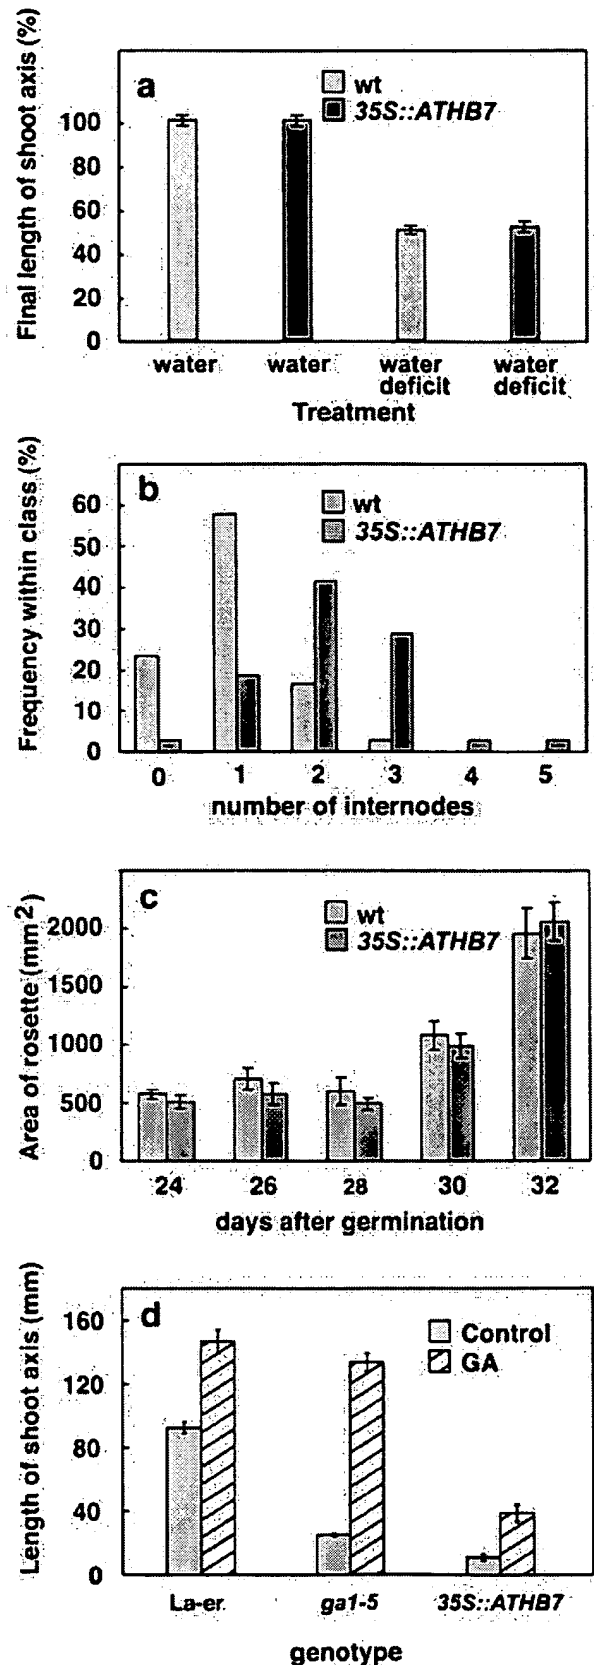 Final length of shoot axis (%)
a
wt
35S::ATHB7
100
80
60
40
20
0
water water water deficit water deficit
Treatment
Frequency within class (%)
b
wt
35S::ATHB7
60
50
40
30
20
10
0
0 1 2 3 4 5
number of internodes
Area of rosette (mm2)
c
wt
35S::ATHB7
2000
1500
1000
500
0
24 26 28 30 32
days after germination
Length of shoot axis (mm)
d
Control
GA
160
120
80
40
0
La-er. ga1-5 35S::ATHB7
genotype